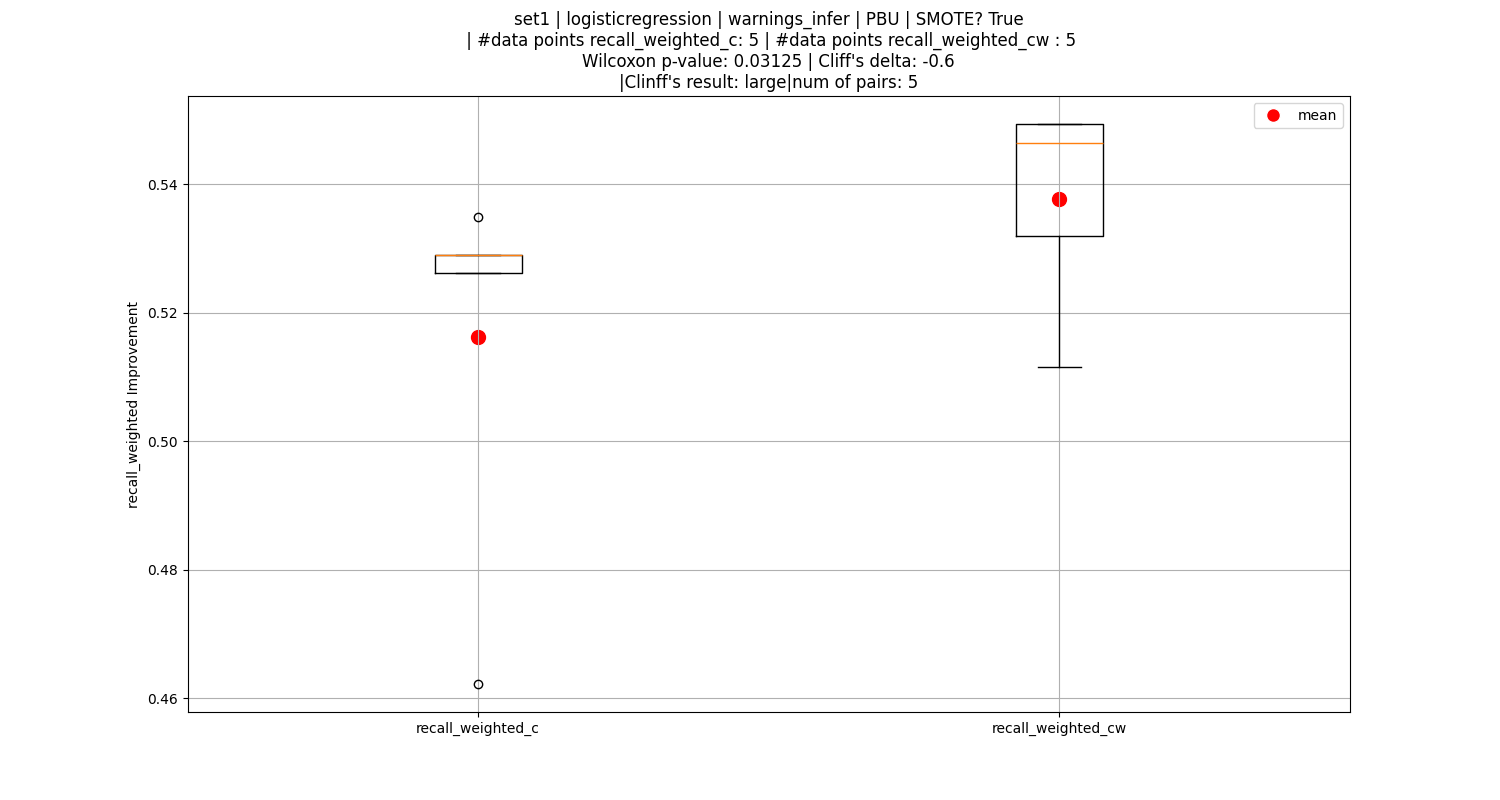 set1 | logisticregression | warnings_infer | PBU | SMOTE? True
| #data points recall_weighted_c: 5 | #data points recall_weighted_cw : 5
Wilcoxon p-value: 0.03125 | Cliff's delta: -0.6
|Clinff's result: large|num of pairs: 5
mean
recall_weighted Improvement
0.54
0.52
0.50
0.48
0.46
recall_weighted_c
recall_weighted_cw